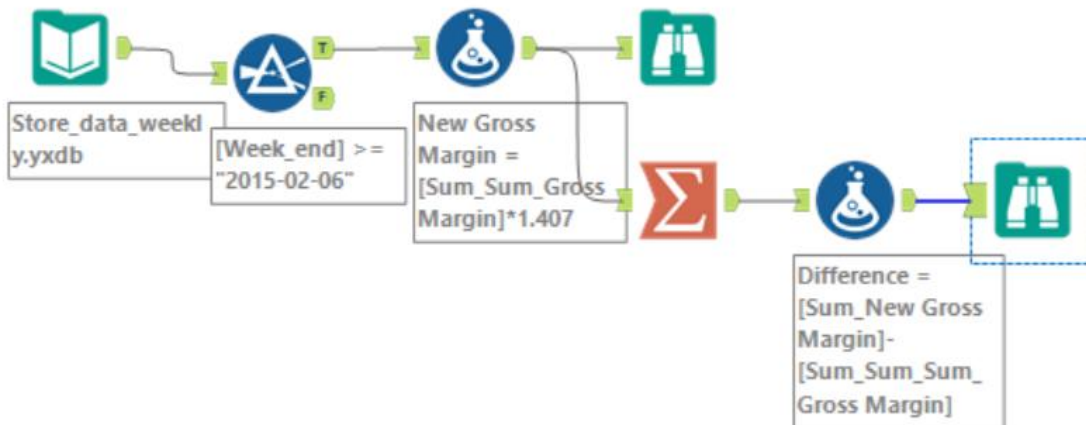 T
F
Store_data_weekl
y.yxdb
[Week_end] >=
"2015-02-06"
New Gross
Margin =
[Sum_Sum_Gross
Margin]*1.407
Σ
Difference =
[Sum_New Gross
Margin]-
[Sum_Sum_Sum_
Gross Margin]